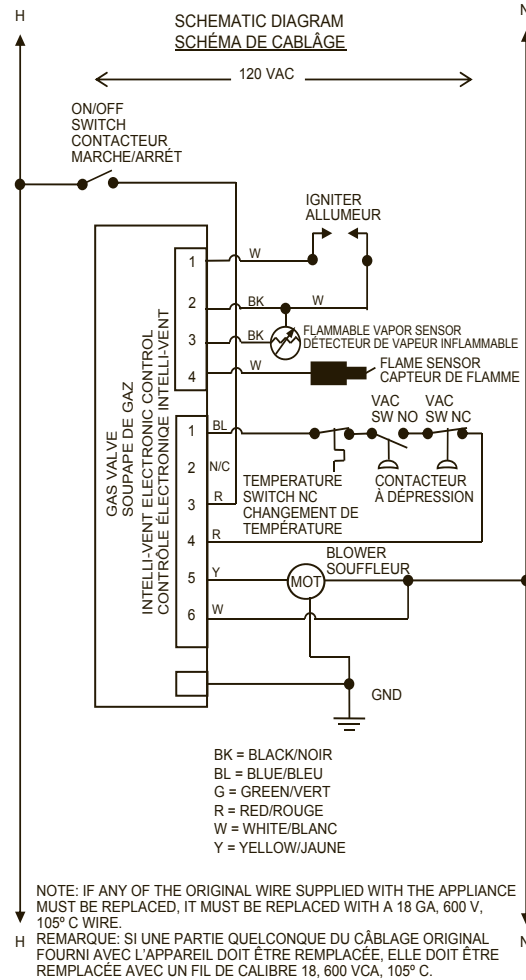 H
N
SCHEMATIC DIAGRAM
SCHÉMA DE CABLÂGE
120 VAC
ON/OFF
SWITCH
CONTACTEUR
MARCHE/ARRÉT
IGNITER
ALLUMEUR
GAS VALVE
SOUPAPE DE GAZ
INTELLI-VENT ELECTRONIC CONTROL
CONTRÔLE ÉLECTRONIQE INTELLI-VENT
1
W
2
BK
W
3
BK
FLAMMABLE VAPOR SENSOR
DÉTECTEUR DE VAPEUR INFLAMMABLE
4
W
FLAME SENSOR
CAPTEUR DE FLAMME
VAC
SW NO
VAC
SW NC
1
BL
2
N/C
TEMPERATURE
SWITCH NC
CHANGEMENT DE
TEMPÉRATURE
CONTACTEUR
À DÉPRESSION
3
R
4
R
BLOWER
SOUFFLEUR
5
Y
MOT
6
W
GND
BK = BLACK/NOIR
BL = BLUE/BLEU
G = GREEN/VERT
R = RED/ROUGE
W = WHITE/BLANC
Y = YELLOW/JAUNE
NOTE: IF ANY OF THE ORIGINAL WIRE SUPPLIED WITH THE APPLIANCE
MUST BE REPLACED, IT MUST BE REPLACED WITH A 18 GA, 600 V,
105º C WIRE.
REMARQUE: SI UNE PARTIE QUELCONQUE DU CÂBLAGE ORIGINAL
FOURNI AVEC L'APPAREIL DOIT ÊTRE REMPLACÉE, ELLE DOIT ÊTRE
REMPLACÉE AVEC UN FIL DE CALIBRE 18, 600 VCA, 105º C.
H
N